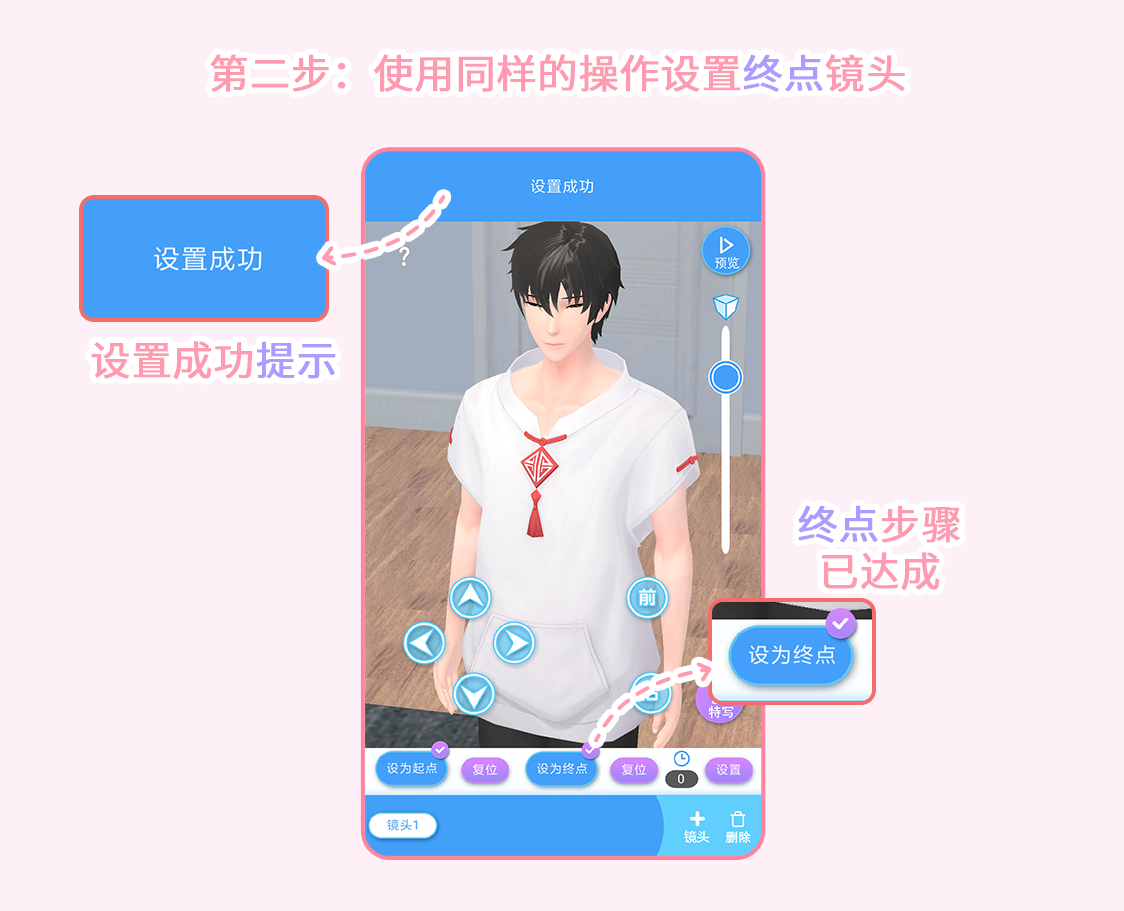 第二步：使用同样的操作设置终点镜头
设置成功
设置成功
设置成功提示
?
预览
终点步骤
已达成
前
设为终点
特写
设为起点
复位
设为终点
复位
0
设置
镜头1
镜头
删除